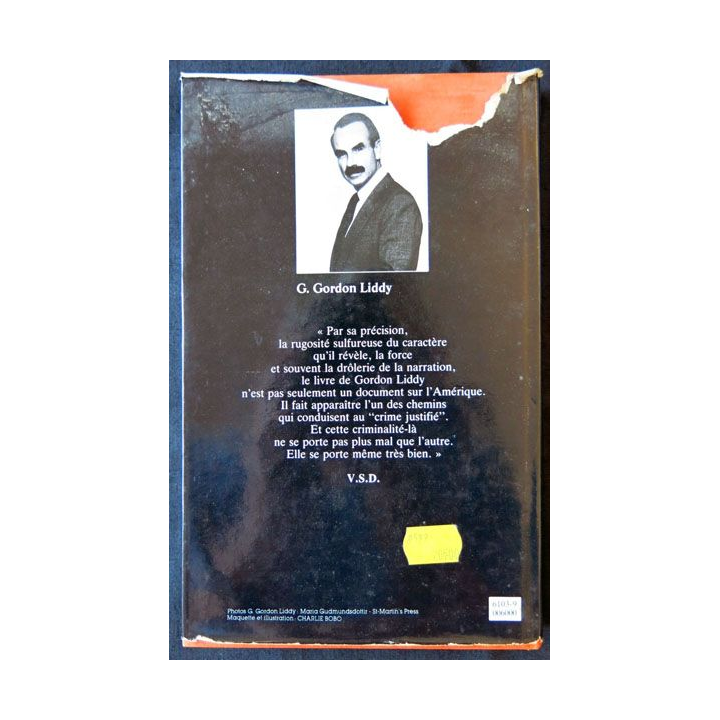 G. Gordon Liddy
« Par sa précision,
la rugosité sulfureuse du caractère
qu'il révèle, la force
et souvent la drôlerie de la narration,
le livre de Gordon Liddy
n'est pas seulement un document sur l'Amérique.
Il fait apparaître l'un des chemins
qui conduisent au “crime justifié”.
Et cette criminalité-là
ne se porte pas plus mal que l'autre.
Elle se porte même très bien. »
V.S.D.
6103-9
Photos G. Gordon Liddy - Maria Gudmundsdottir - St-Martin's Press
Maquette et illustration : CHARLIE BOBO